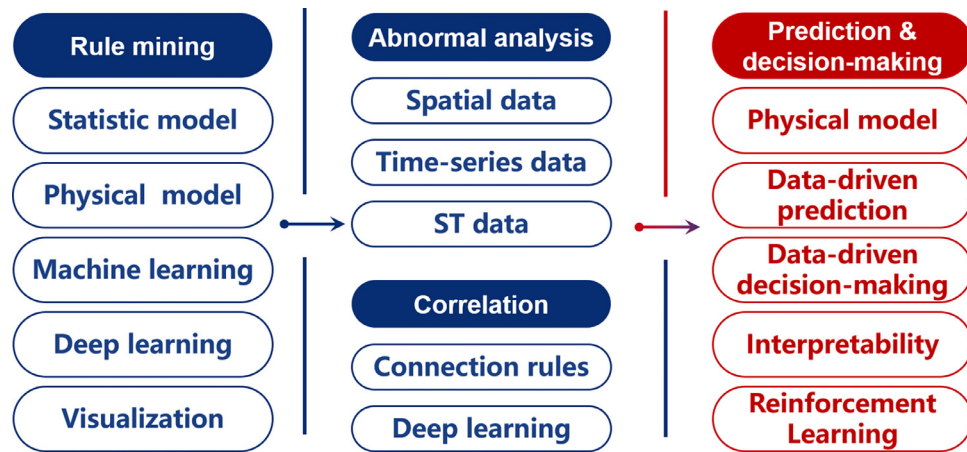 Rule mining
Statistic model
Physical model
Machine learning
Deep learning
Visualization
Abnormal analysis
Spatial data
Time-series data
ST data
Correlation
Connection rules
Deep learning
Prediction &
decision-making
Physical model
Data-driven
prediction
Data-driven
decision-making
Interpretability
Reinforcement
Learning